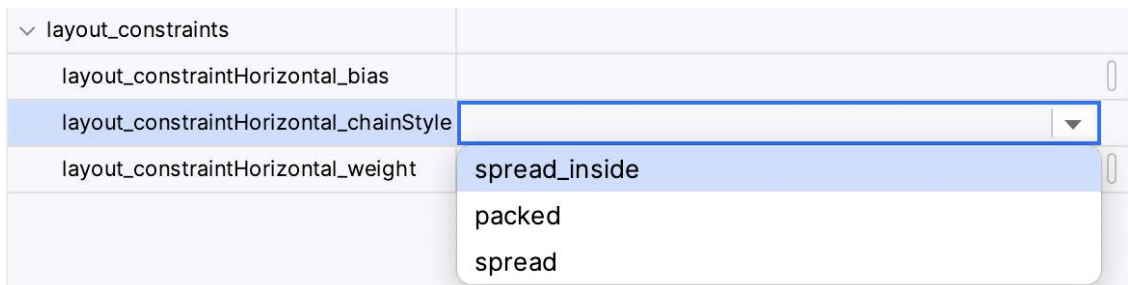 layout_constraints
layout_constraintHorizontal_bias
layout_constraintHorizontal_chainStyle
layout_constraintHorizontal_weight
spread_inside
packed
spread